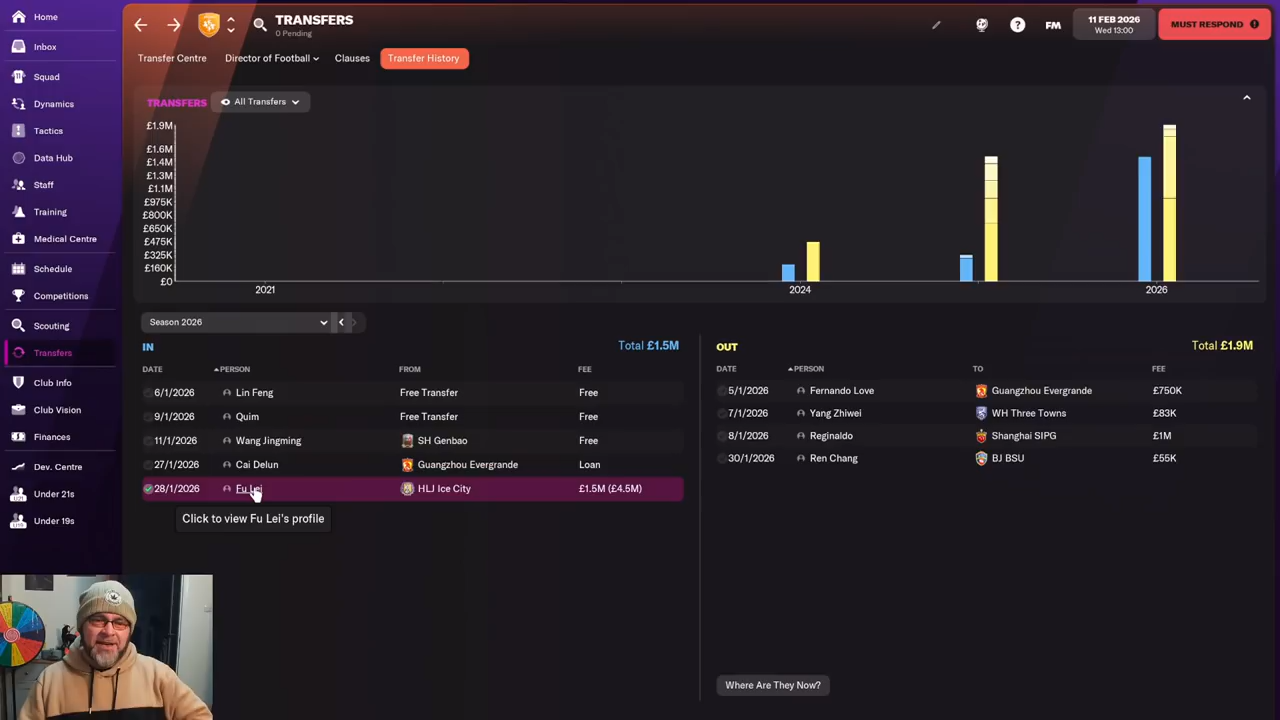 Home
Inbox
Squad
Dynamics
Tactics
Data Hub
Staff
Training
Medical Centre
Schedule
Competitions
Scouting
Transfers
Club Info
Club Vision
Finances
Dev. Centre
Under 21s
Under 19s
TRANSFERS
0 Pending
FM
11 FEB 2026
Wed 13:00
MUST RESPOND
Transfer Centre
Director of Football
Clauses
Transfer History
TRANSFERS
All Transfers
£1.9M
£1.6M
£1.4M
£1.3M
£1.1M
£975K
£800K
£650K
£475K
£325K
£160K
£0
2021
2024
2026
Season 2026
IN
Total £1.5M
DATE PERSON FROM FEE
6/1/2026 Lin Feng Free Transfer Free
9/1/2026 Quim Free Transfer Free
11/1/2026 Wang Jingming SH Genbao Free
27/1/2026 Cai Delun Guangzhou Evergrande Loan
28/1/2026 Fu Lei HLJ Ice City £1.5M (£4.5M)
Click to view Fu Lei's profile
OUT
Total £1.9M
DATE PERSON TO FEE
5/1/2026 Fernando Love Guangzhou Evergrande £750K
7/1/2026 Yang Zhiwei WH Three Towns £83K
8/1/2026 Reginaldo Shanghai SIPG £1M
30/1/2026 Ren Chang BJ BSU £55K
Where Are They Now?